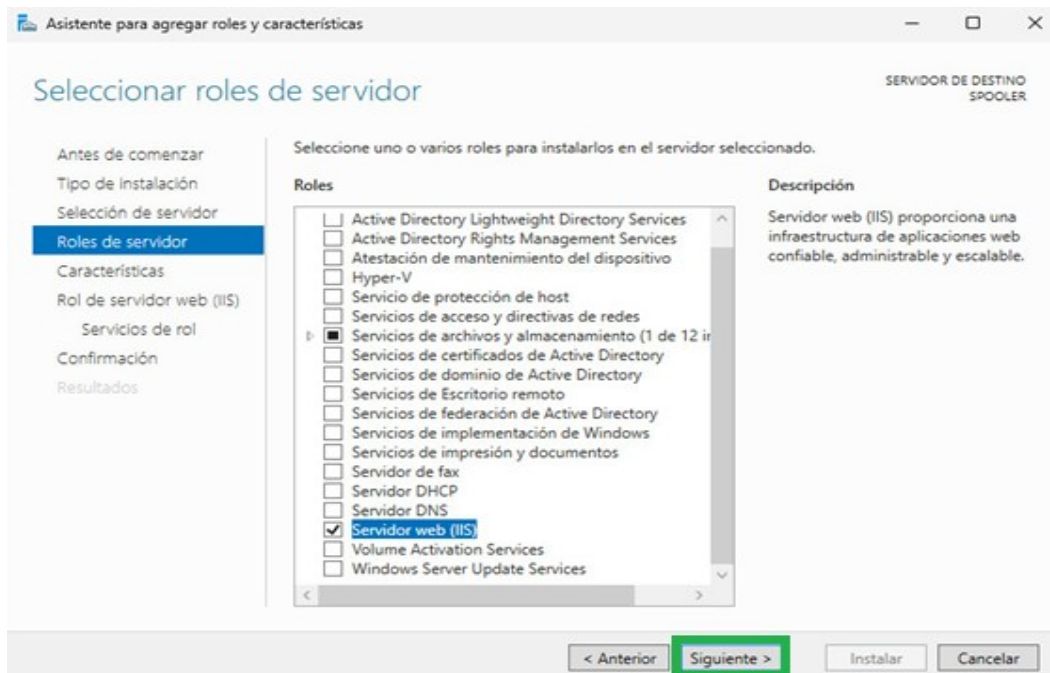 Asistente para agregar roles y características
Seleccionar roles de servidor
SERVIDOR DE DESTINO
SPOOLER
Antes de comenzar
Tipo de instalación
Selección de servidor
Roles de servidor
Características
Rol de servidor web (IIS)
Servicios de rol
Confirmación
Resultados
Seleccione uno o varios roles para instalarlos en el servidor seleccionado.
Roles
Active Directory Lightweight Directory Services
Active Directory Rights Management Services
Atestación de mantenimiento del dispositivo
Hyper-V
Servicio de protección de host
Servicios de acceso y directivas de redes
Servicios de archivos y almacenamiento (1 de 12 in
Servicios de certificados de Active Directory
Servicios de dominio de Active Directory
Servicios de Escritorio remoto
Servicios de federación de Active Directory
Servicios de implementación de Windows
Servicios de impresión y documentos
Servidor de fax
Servidor DHCP
Servidor DNS
Servidor web (IIS)
Volume Activation Services
Windows Server Update Services
Descripción
Servidor web (IIS) proporciona una
infraestructura de aplicaciones web
confiable, administrable y escalable.
< Anterior
Siguiente >
Instalar
Cancelar